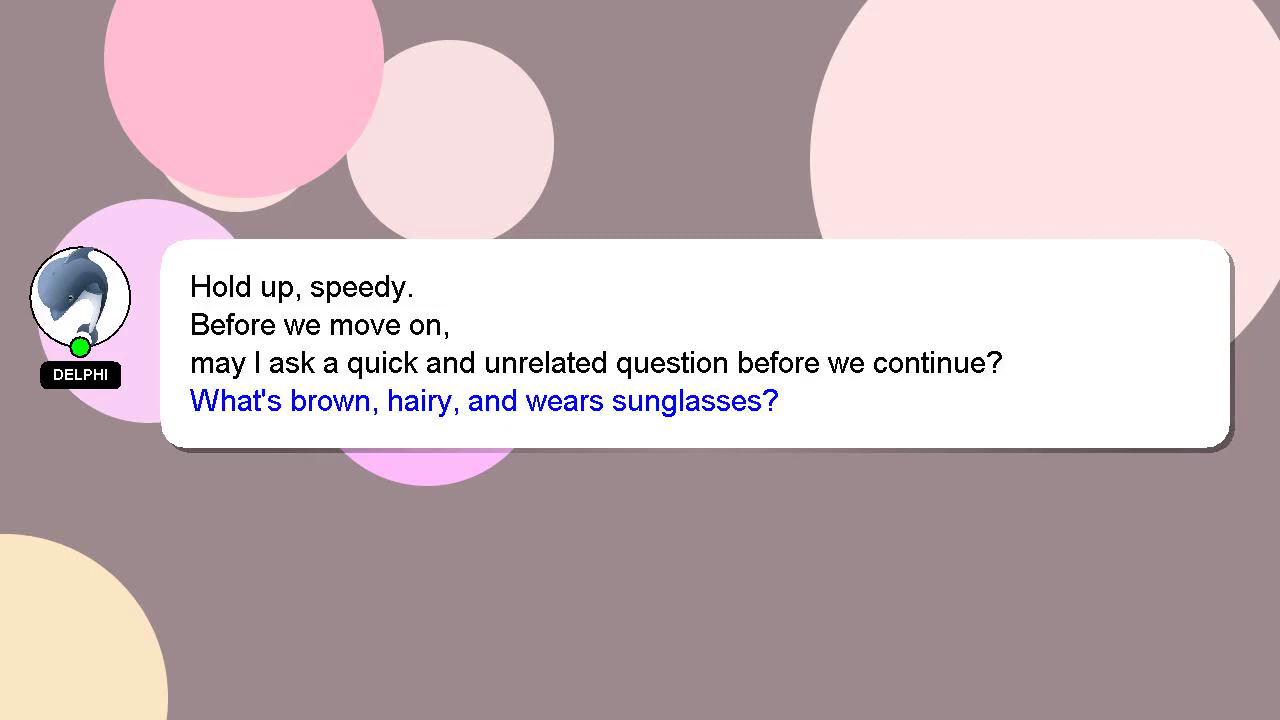 Hold up, speedy.
Before we move on,
may I ask a quick and unrelated question before we continue?
What's brown, hairy, and wears sunglasses?
DELPHI